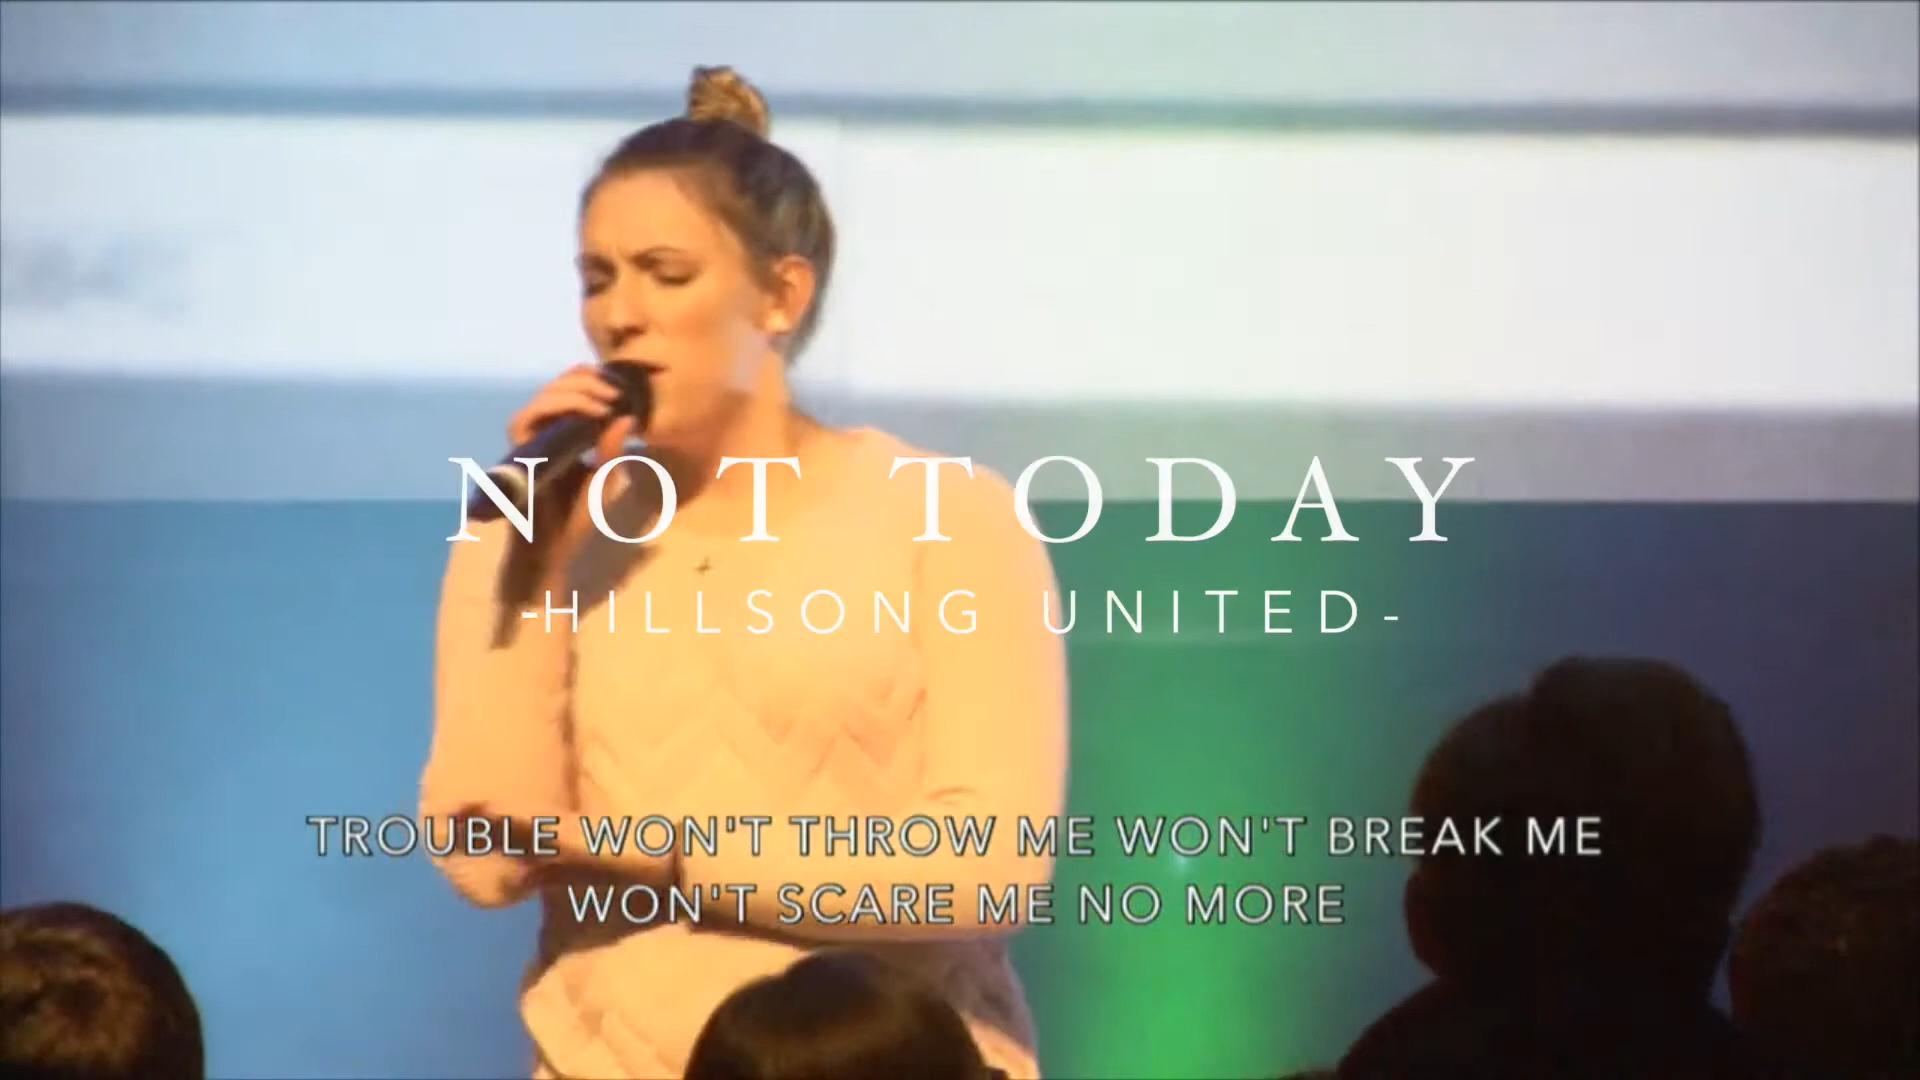 NOT TODAY
-HILLSONG UNITED-
TROUBLE WON'T THROW ME WON'T BREAK ME
WON'T SCARE ME NO MORE